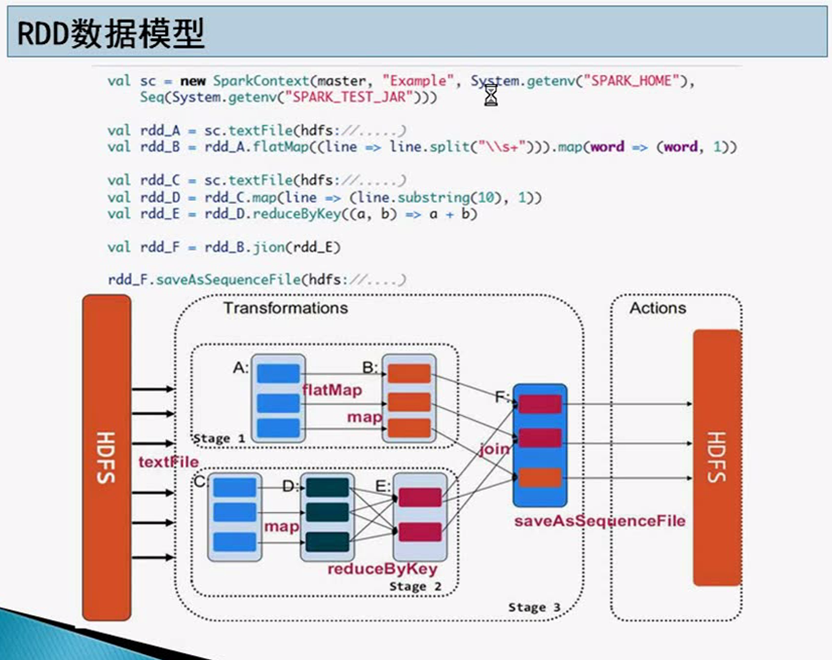 RDD数据模型
val sc = new SparkContext(master, "Example", System.getenv("SPARK_HOME"),
Seq(System.getenv("SPARK_TEST_JAR")))
val rdd_A = sc.textFile(hdfs://.....)
val rdd_B = rdd_A.flatMap((line => line.split("\\s+"))).map(word => (word, 1))
val rdd_C = sc.textFile(hdfs://.....)
val rdd_D = rdd_C.map(line => (line.substring(10), 1))
val rdd_E = rdd_D.reduceByKey((a, b) => a + b)
val rdd_F = rdd_B.jion(rdd_E)
rdd_F.saveAsSequenceFile(hdfs://....)
Transformations
Actions
A:
B:
flatMap
map
Stage 1
F:
HDFS
textFile
join
HDFS
C:
D:
E:
map
saveAsSequenceFile
reduceByKey
Stage 2
Stage 3